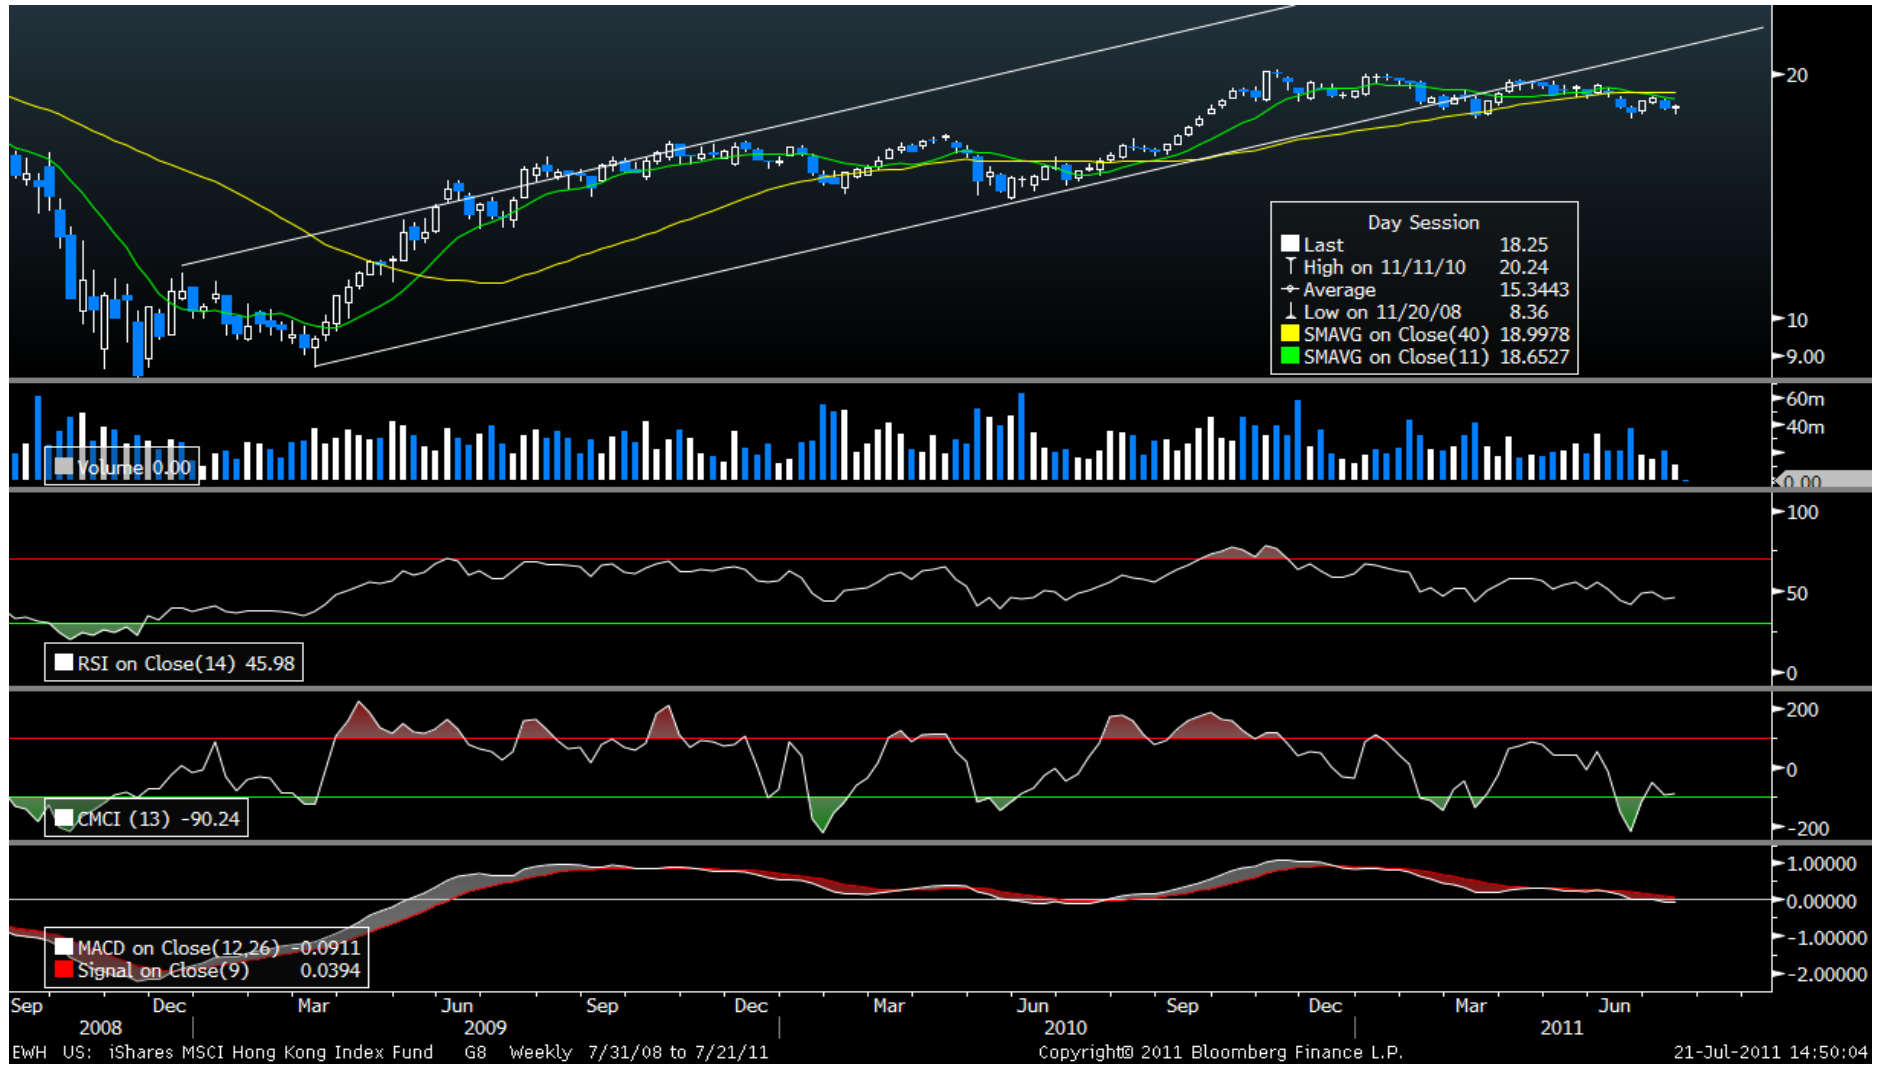 20
Day Session
Last 18.25
High on 11/11/10 20.24
Average 15.3443
Low on 11/20/08 8.36
SMAVG on Close(40) 18.9978
SMAVG on Close(11) 18.6527
10
9.00
60m
40m
Volume 0.00
0.00
100
50
RSI on Close(14) 45.98
0
200
0
CMCI (13) -90.24
-200
1.00000
0.00000
-1.00000
MACD on Close(12,26) -0.0911
Signal on Close(9) 0.0394
-2.00000
Sep Dec Mar Jun Sep Dec Mar Jun Sep Dec Mar Jun
2008 2009 2010 2011
EWH US: iShares MSCI Hong Kong Index Fund G8 Weekly 7/31/08 to 7/21/11 Copyright© 2011 Bloomberg Finance L.P. 21-Jul-2011 14:50:04